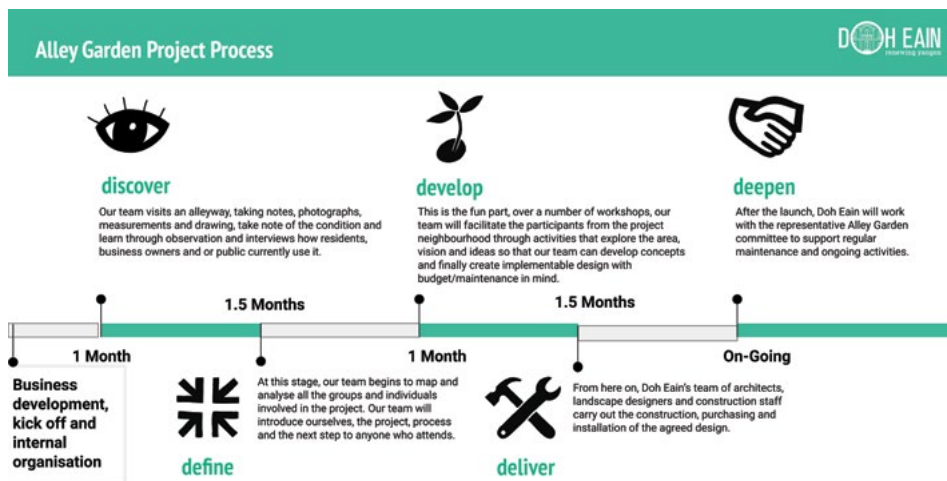 Alley Garden Project Process
DOH EAIN
renewing yangon
discover
Our team visits an alleyway, taking notes, photographs,
measurements and drawing, take note of the condition and
learn through observation and interviews how residents,
business owners and or public currently use it.
develop
This is the fun part, over a number of workshops, our
team will facilitate the participants from the project
neighbourhood through activities that explore the area,
vision and ideas so that our team can develop concepts
and finally create implementable design with
budget/maintenance in mind.
deepen
After the launch, Doh Eain will work
with the representative Alley Garden
committee to support regular
maintenance and ongoing activities.
1.5 Months
1.5 Months
1 Month
1 Month
On-Going
Business
development,
kick off and
internal
organisation
At this stage, our team begins to map and
analyse all the groups and individuals
involved in the project. Our team will
introduce ourselves, the project, process
and the next step to anyone who attends.
define
From here on, Doh Eain's team of architects,
landscape designers and construction staff
carry out the construction, purchasing and
installation of the agreed design.
deliver